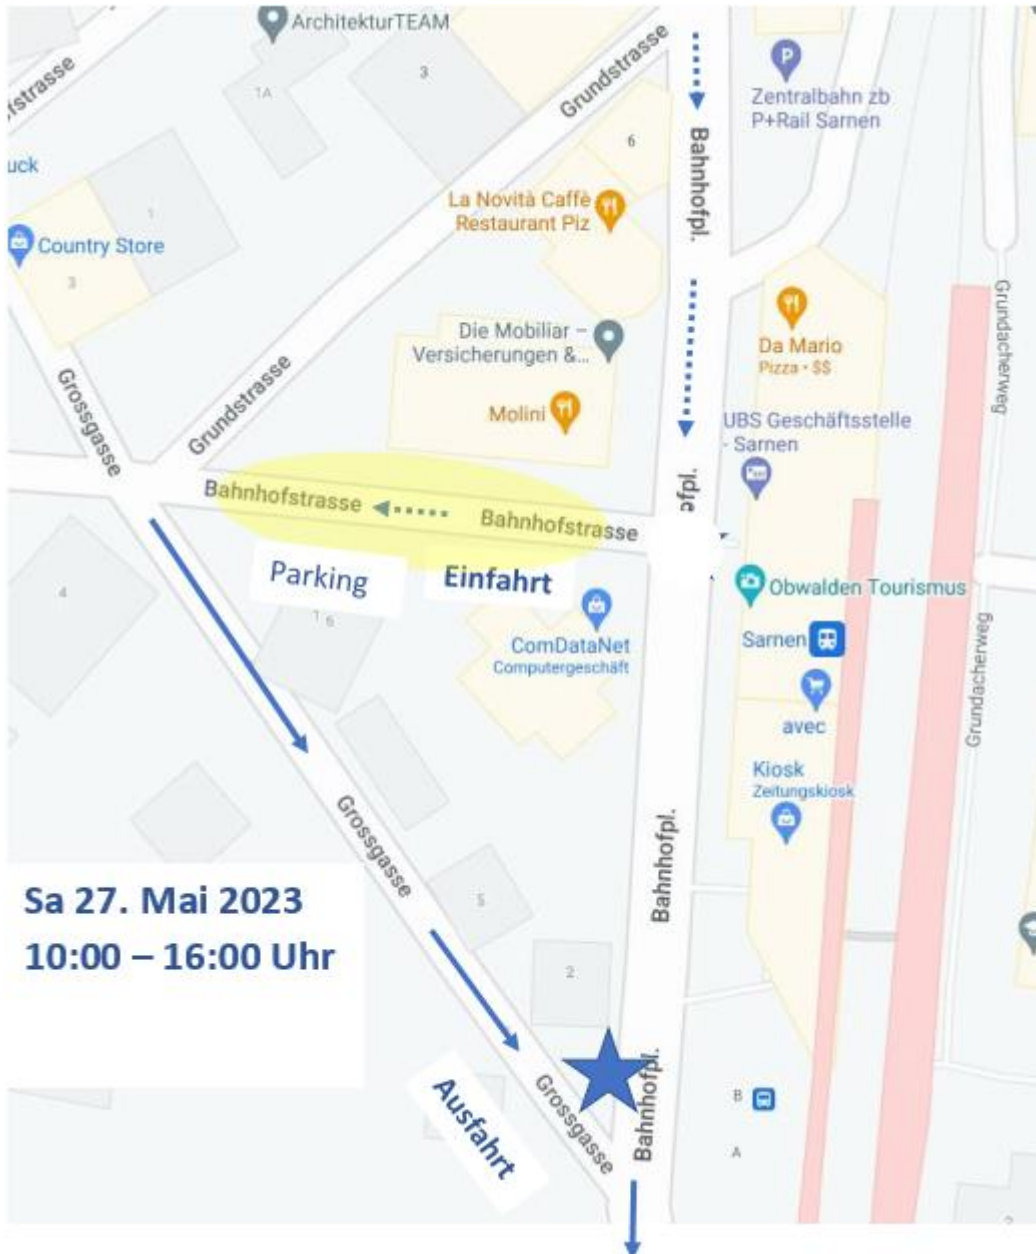 ArchitekturTEAM
fstrasse
Grundstrasse
3
1A
Zentralbahn zb
P+Rail Sarnen
P
6
Bahnhofpl.
uck
1
La Novità Caffè
Restaurant Piz
Country Store
3
Grundacherweg
Die Mobiliar –
Versicherungen &...
Da Mario
Pizza • $$
Grossgasse
Grundstrasse
Molini
UBS Geschäftsstelle
- Sarnen
Bahnhofstrasse
Bahnhofstrasse
Parking
Einfahrt
4
1 6
ComDataNet
Computergeschäft
Obwalden Tourismus
Sarnen
Grundacherweg
avec
Kiosk
Zeitungskiosk
Grossgasse
Bahnhofpl.
Sa 27. Mai 2023
10:00 – 16:00 Uhr
5
2
Ausfahrt
Grossgasse
Bahnhofpl.
B
A